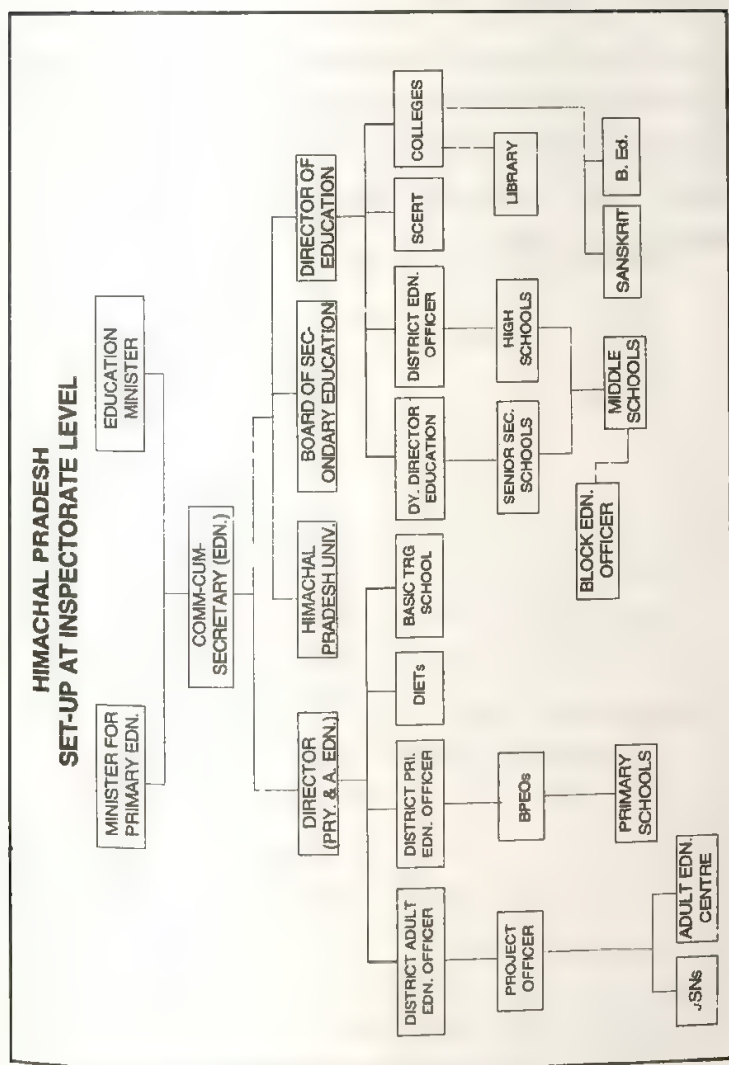 HIMACHAL PRADESH
SET-UP AT INSPECTORATE LEVEL
MINISTER FOR
PRIMARY EDN.
EDUCATION
MINISTER
COMM-CUM-
SECRETARY (EDN.)
DIRECTOR
(PRY. & A. EDN.)
HIMACHAL
PRADESH UNIV.
BOARD OF SEC-
ONDARY EDUCATION
DIRECTOR OF
EDUCATION
DISTRICT ADULT
EDN. OFFICER
DISTRICT PRI.
EDN. OFFICER
DIETs
BASIC TRG
SCHOOL
DY. DIRECTOR
EDUCATION
DISTRICT EDN.
OFFICER
SCERT
COLLEGES
PROJECT
OFFICER
BPEOs
SENIOR SEC.
SCHOOLS
HIGH
SCHOOLS
LIBRARY
JSNs
ADULT EDN.
CENTRE
PRIMARY
SCHOOLS
BLOCK EDN.
OFFICER
MIDDLE
SCHOOLS
SANSKRIT
B. Ed.